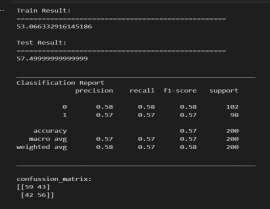 Train Result:
================================================
53.066332916145186
Test Result:
================================================
57.49999999999999
Classification Report
precision recall f1-score support
0 0.58 0.58 0.58 102
1 0.57 0.57 0.57 98
accuracy 0.57 200
macro avg 0.57 0.57 0.57 200
weighted avg 0.58 0.57 0.58 200
confussion_matrix:
[[59 43]
[42 56]]